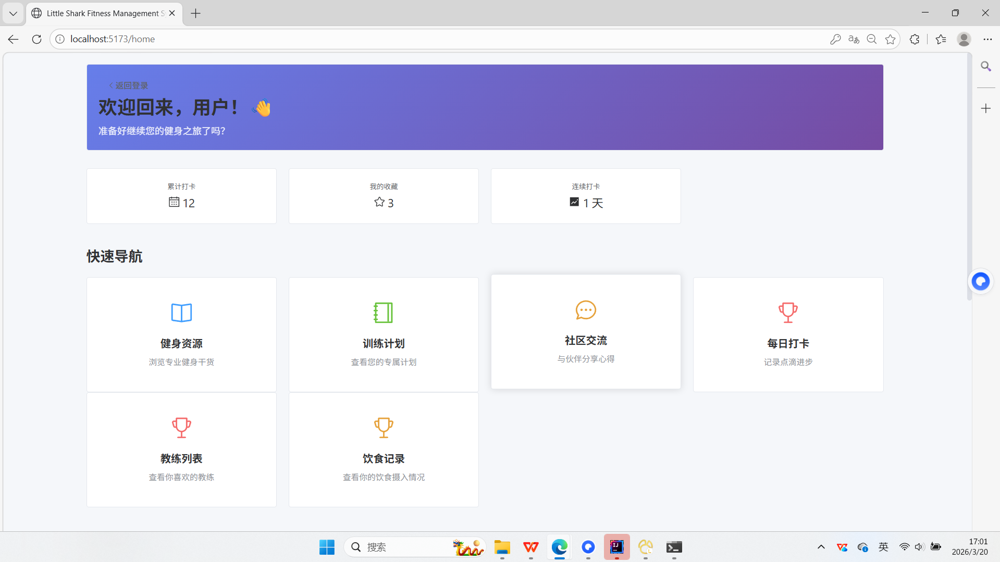 Little Shark Fitness Management S
localhost:5173/home
返回登录
欢迎回来，用户！ 👋
准备好继续您的健身之旅了吗？
累计打卡
12
我的收藏
3
连续打卡
1 天
快速导航
健身资源
浏览专业健身干货
训练计划
查看您的专属计划
社区交流
与伙伴分享心得
每日打卡
记录点滴进步
教练列表
查看你喜欢的教练
饮食记录
查看你的饮食摄入情况
搜索
英
17:01
2026/3/20